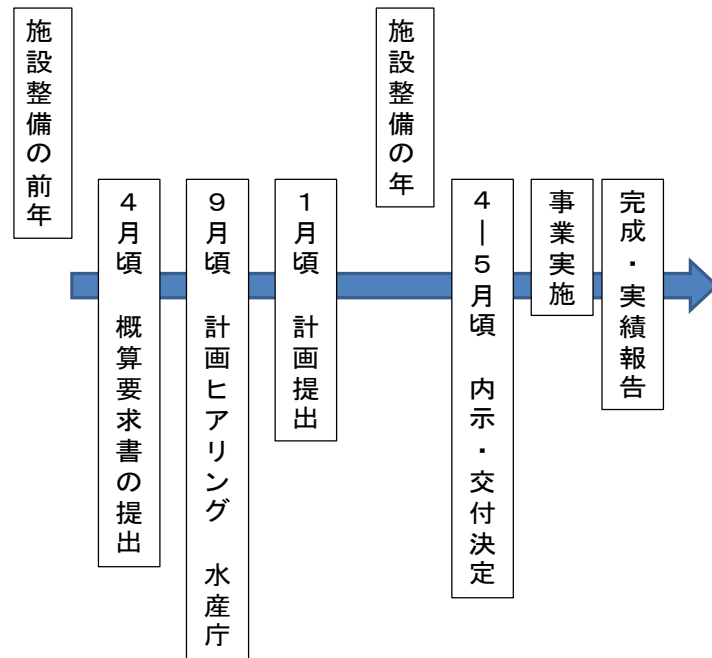 施設整備の前年
４月頃　概算要求書の提出
９月頃　計画ヒアリング　水産庁
１月頃　計画提出
施設整備の年
４―５月頃　内示・交付決定
事業実施
完成・実績報告